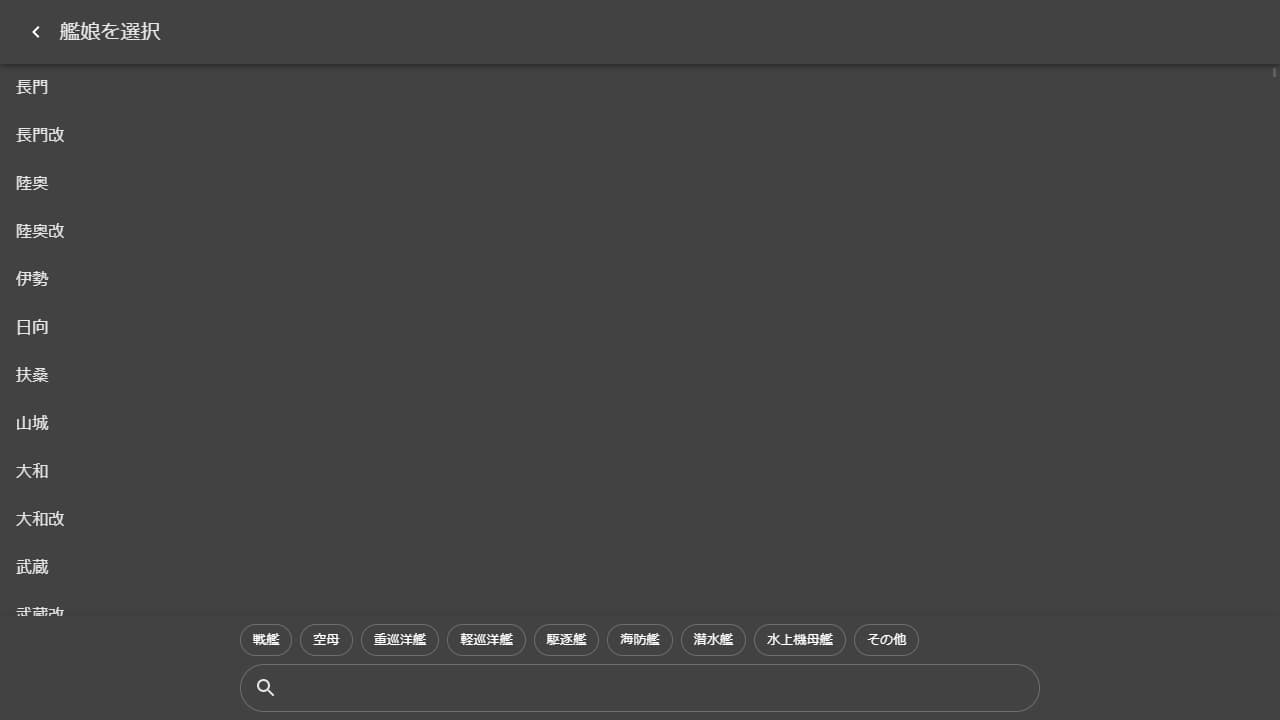 艦娘を選択
長門
長門改
陸奥
陸奥改
伊勢
日向
扶桑
山城
大和
大和改
武蔵
武蔵改
戦艦 空母 重巡洋艦 軽巡洋艦 駆逐艦 海防艦 潜水艦 水上機母艦 その他